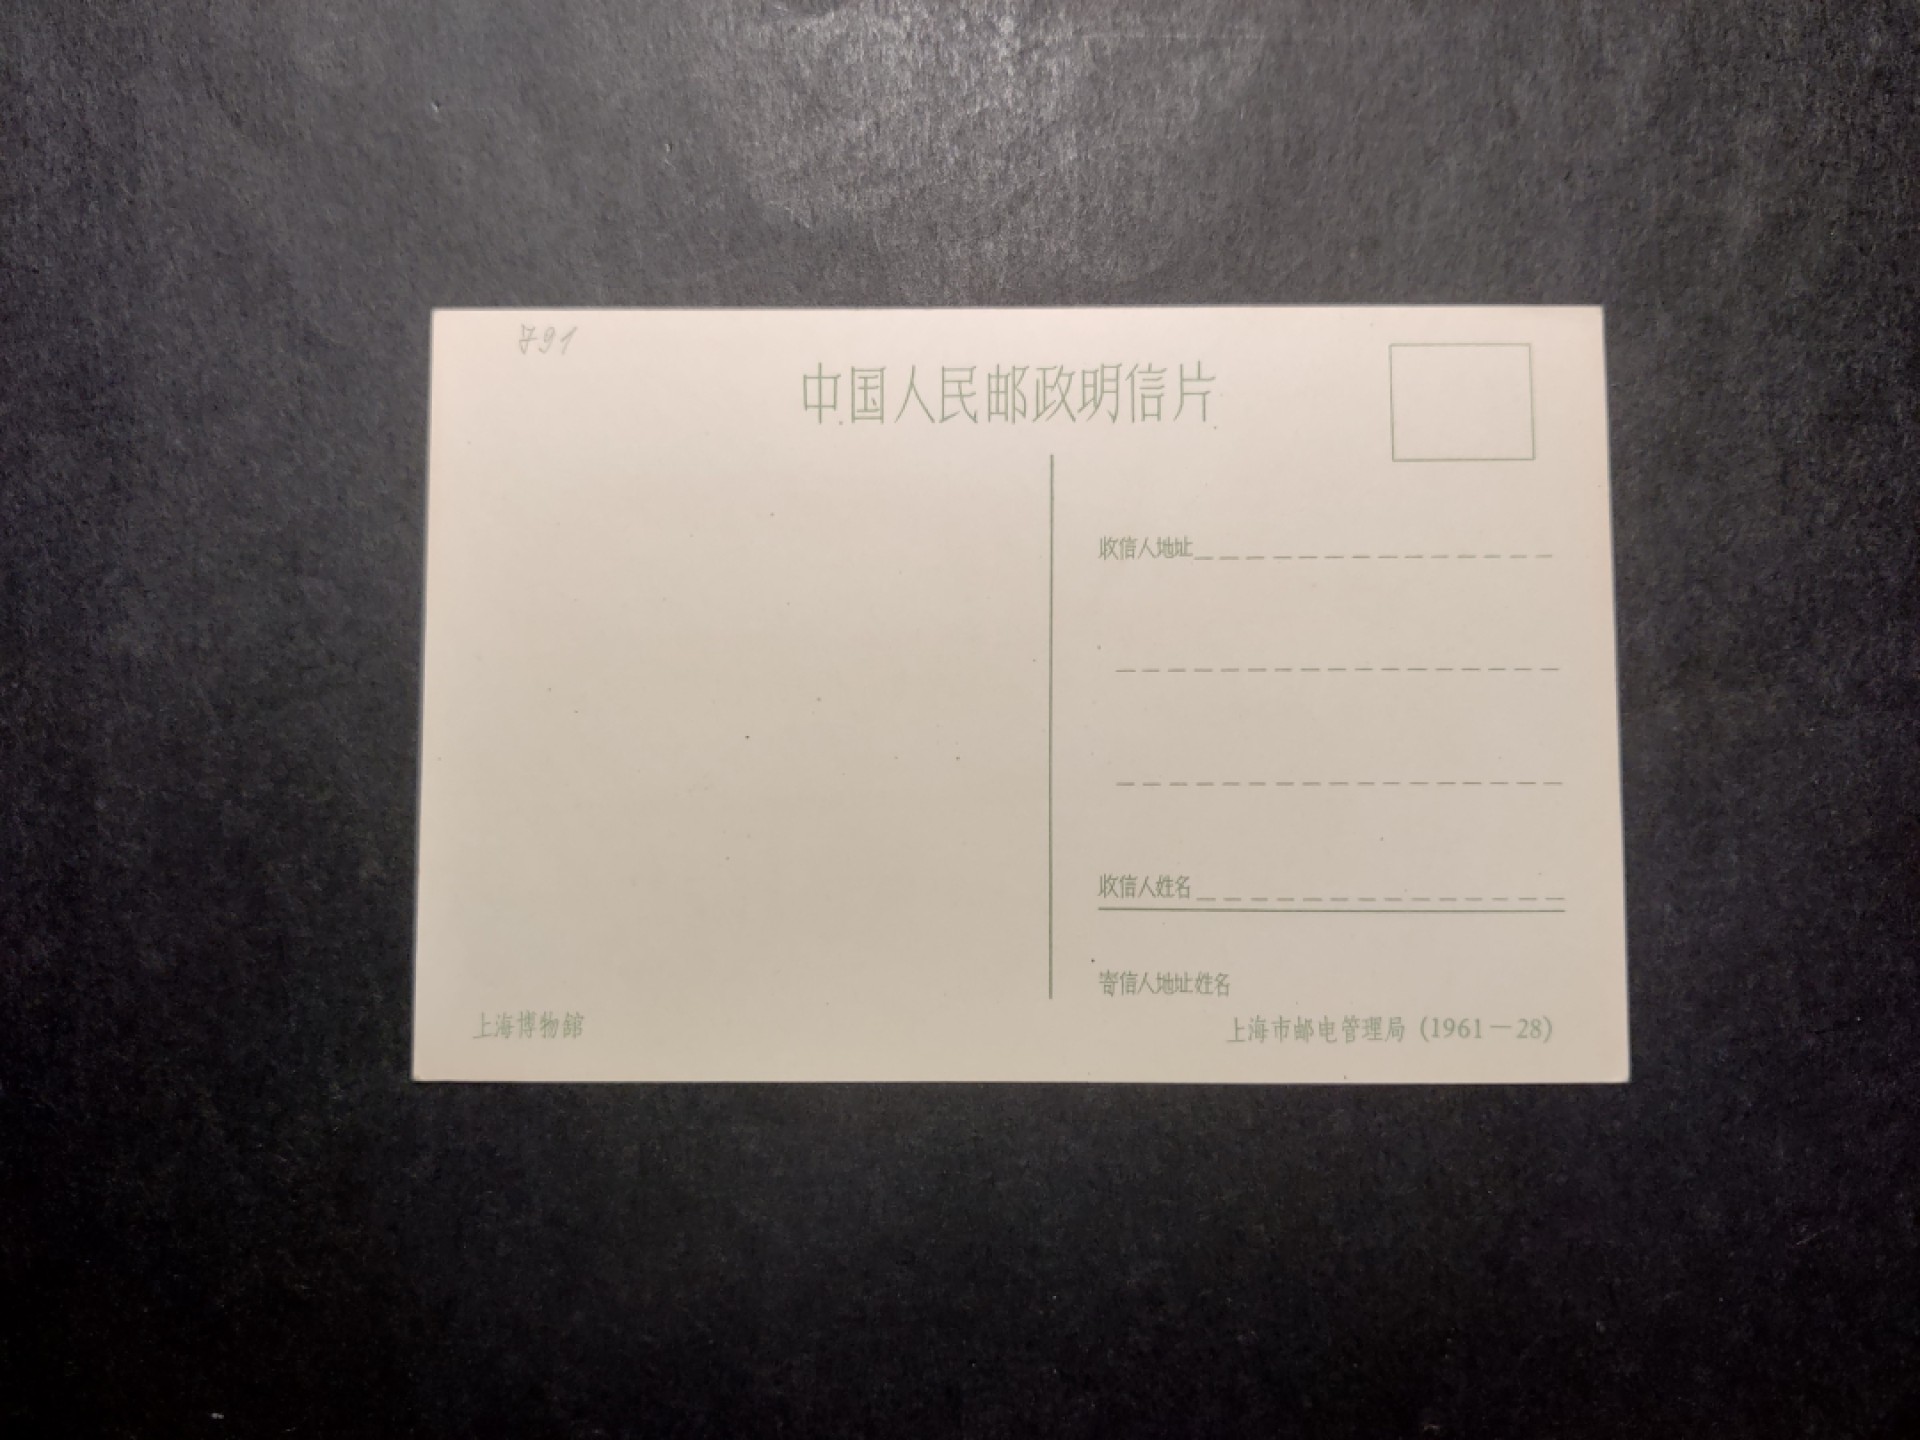 791
中国人民邮政明信片
收信人地址
收信人姓名
寄信人地址姓名
上海博物館
上海市邮电管理局 (1961—28)